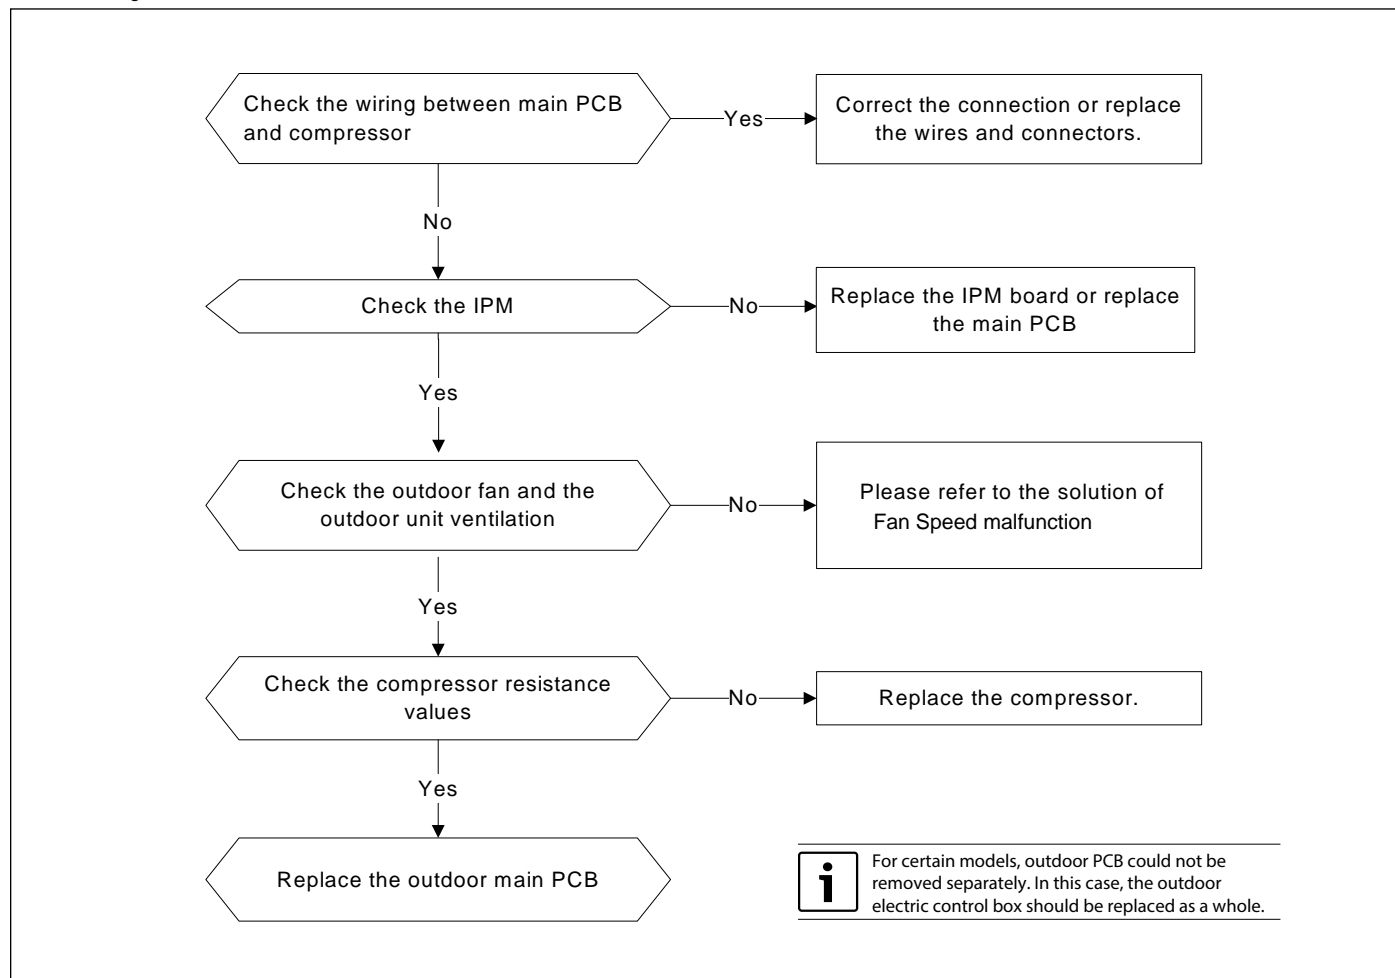 Check the wiring between main PCB
and compressor
Yes
Correct the connection or replace
the wires and connectors.
No
Check the IPM
No
Replace the IPM board or replace
the main PCB
Yes
Check the outdoor fan and the
outdoor unit ventilation
No
Please refer to the solution of
Fan Speed malfunction
Yes
Check the compressor resistance
values
No
Replace the compressor.
Yes
Replace the outdoor main PCB
i
For certain models, outdoor PCB could not be
removed separately. In this case, the outdoor
electric control box should be replaced as a whole.